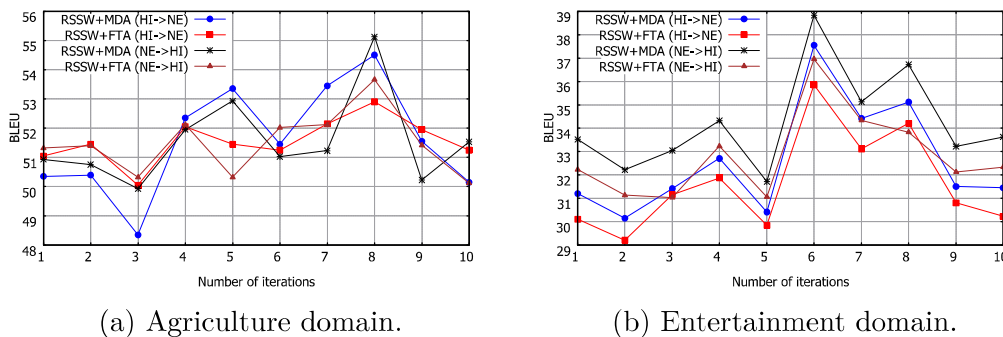 56
55
54
53
52
51
50
49
48
BLEU
RSSW+MDA (HI->NE)
RSSW+FTA (HI->NE)
RSSW+MDA (NE->HI)
RSSW+FTA (NE->HI)
1 2 3 4 5 6 7 8 9 10
Number of iterations
(a) Agriculture domain.
39
38
37
35
34
33
32
31
30
29
BLEU
RSSW+MDA (HI->NE)
RSSW+FTA (HI->NE)
RSSW+MDA (NE->HI)
RSSW+FTA (NE->HI)
1 2 3 4 5 6 7 8 9 10
Number of iterations
(b) Entertainment domain.